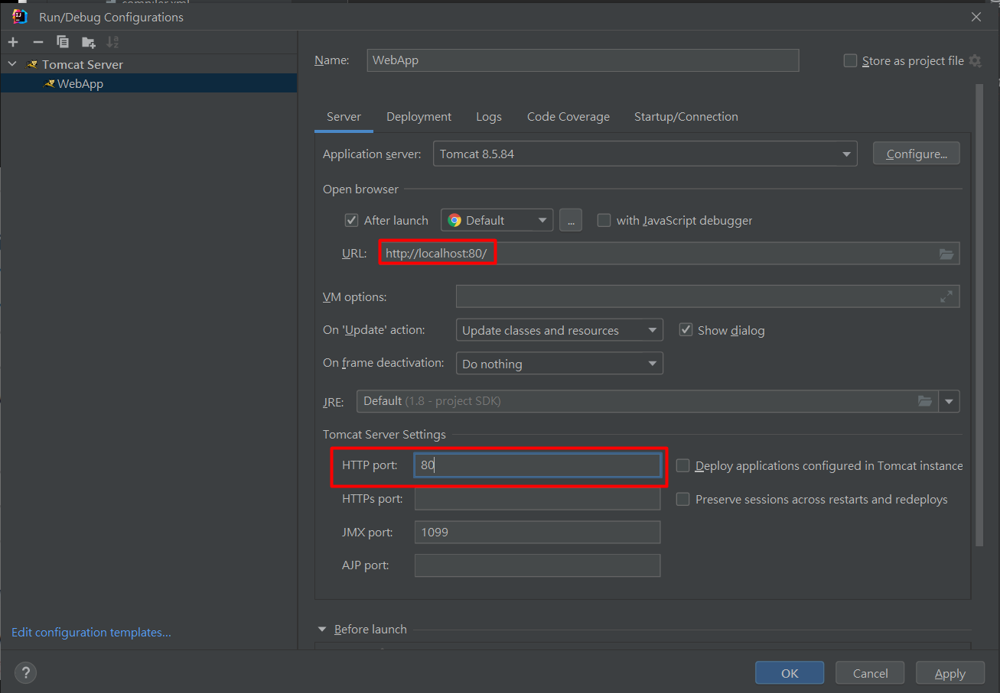 compiler.xml
Run/Debug Configurations
Tomcat Server
WebApp
Name: WebApp
Store as project file
Server Deployment Logs Code Coverage Startup/Connection
Application server: Tomcat 8.5.84 Configure...
Open browser
After launch Default ... with JavaScript debugger
URL: http://localhost:80/
VM options:
On 'Update' action: Update classes and resources Show dialog
On frame deactivation: Do nothing
JRE: Default (1.8 - project SDK)
Tomcat Server Settings
HTTP port: 80 Deploy applications configured in Tomcat instance
HTTPs port: Preserve sessions across restarts and redeploys
JMX port: 1099
AJP port:
Edit configuration templates...
Before launch
? OK Cancel Apply